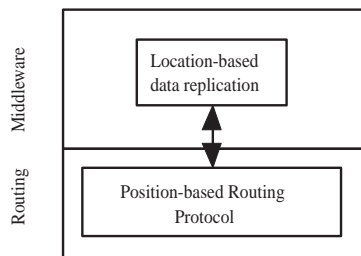 Middleware
Location-based
data replication
Routing
Position-based Routing
Protocol